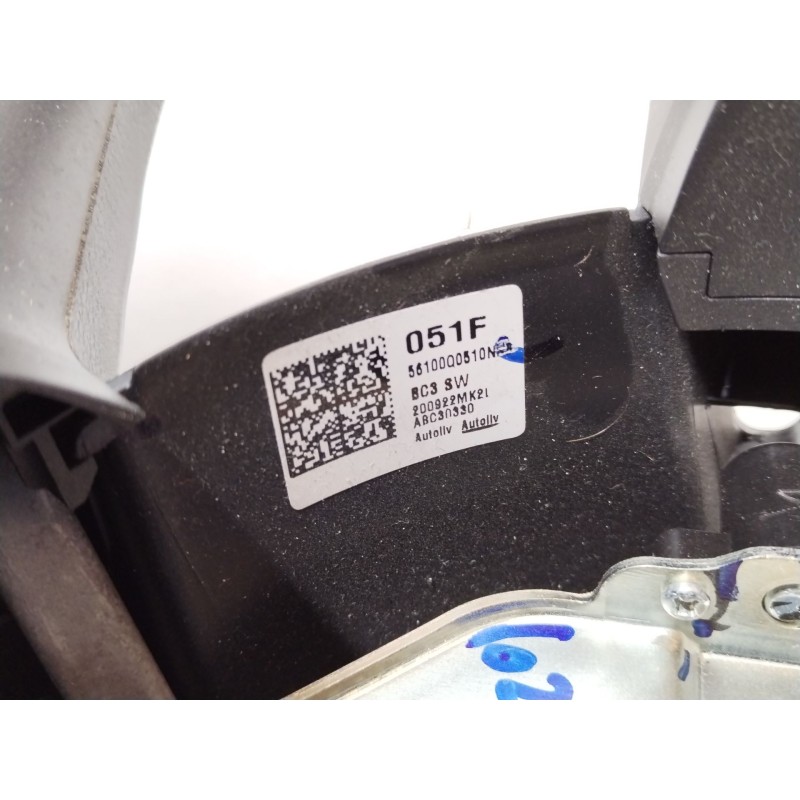 051F
56100Q0510N
BC3 SW
200922MK21
ABC30330
Autoliv Autoliv